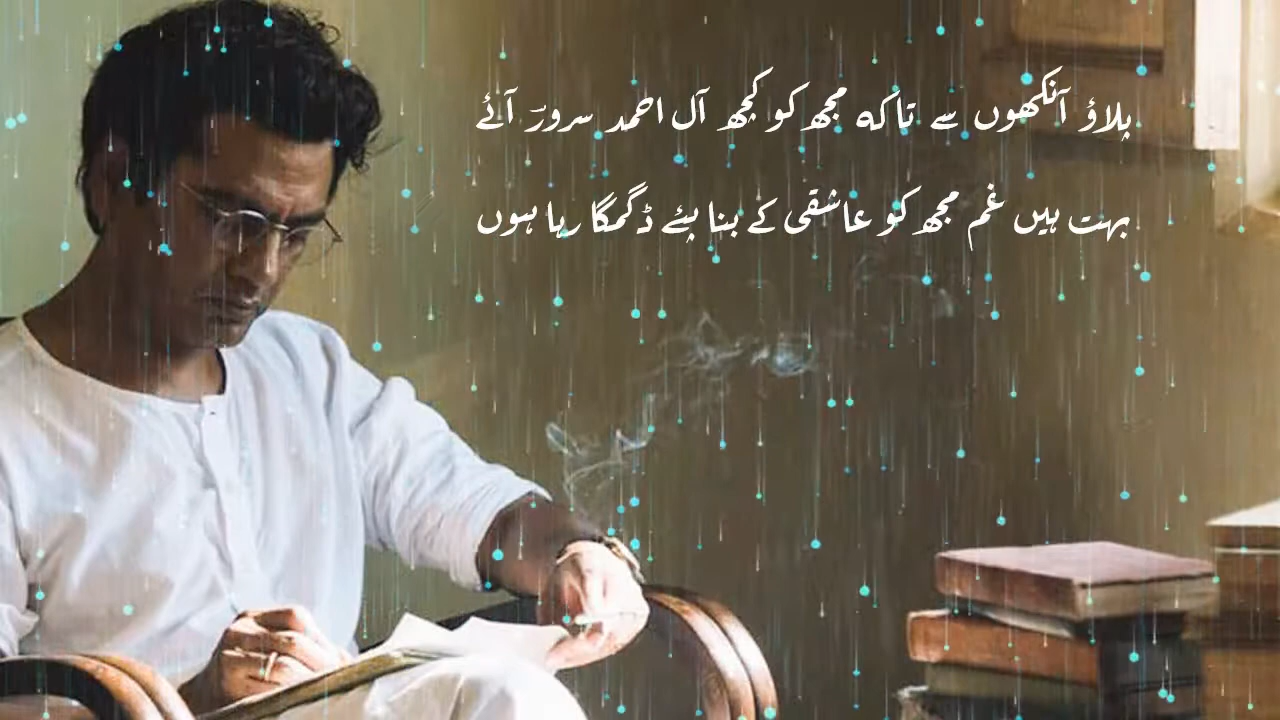 پلاؤ آنکھوں سے تاکہ مجھ کو کچھ آل احمد سرورؔ آئے
بہت ہیں غم مجھ کو عاشقی کے بنا پئے ڈگمگا رہا ہوں